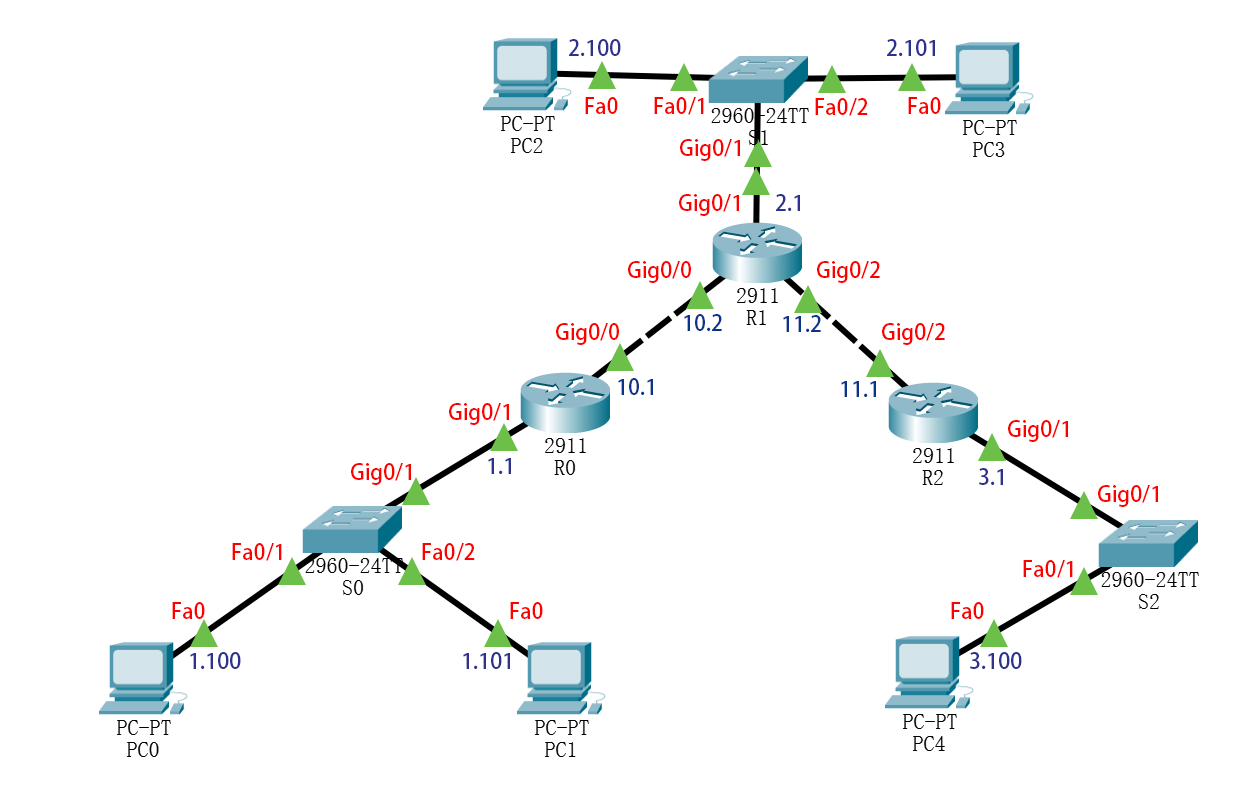 2.100
2.101
Fa0
Fa0/1
Fa0/2
Fa0
PC-PT
PC2
2960-24TT
S1
PC-PT
PC3
Gig0/1
Gig0/1
2.1
Gig0/0
Gig0/2
2911
R1
10.2
11.2
Gig0/0
Gig0/2
10.1
11.1
Gig0/1
2911
R0
Gig0/1
2911
R2
1.1
3.1
Gig0/1
Gig0/1
Fa0/1
Fa0/2
2960-24TT
S0
Fa0/1
2960-24TT
S2
Fa0
Fa0
Fa0
1.100
1.101
3.100
PC-PT
PC0
PC-PT
PC1
PC-PT
PC4